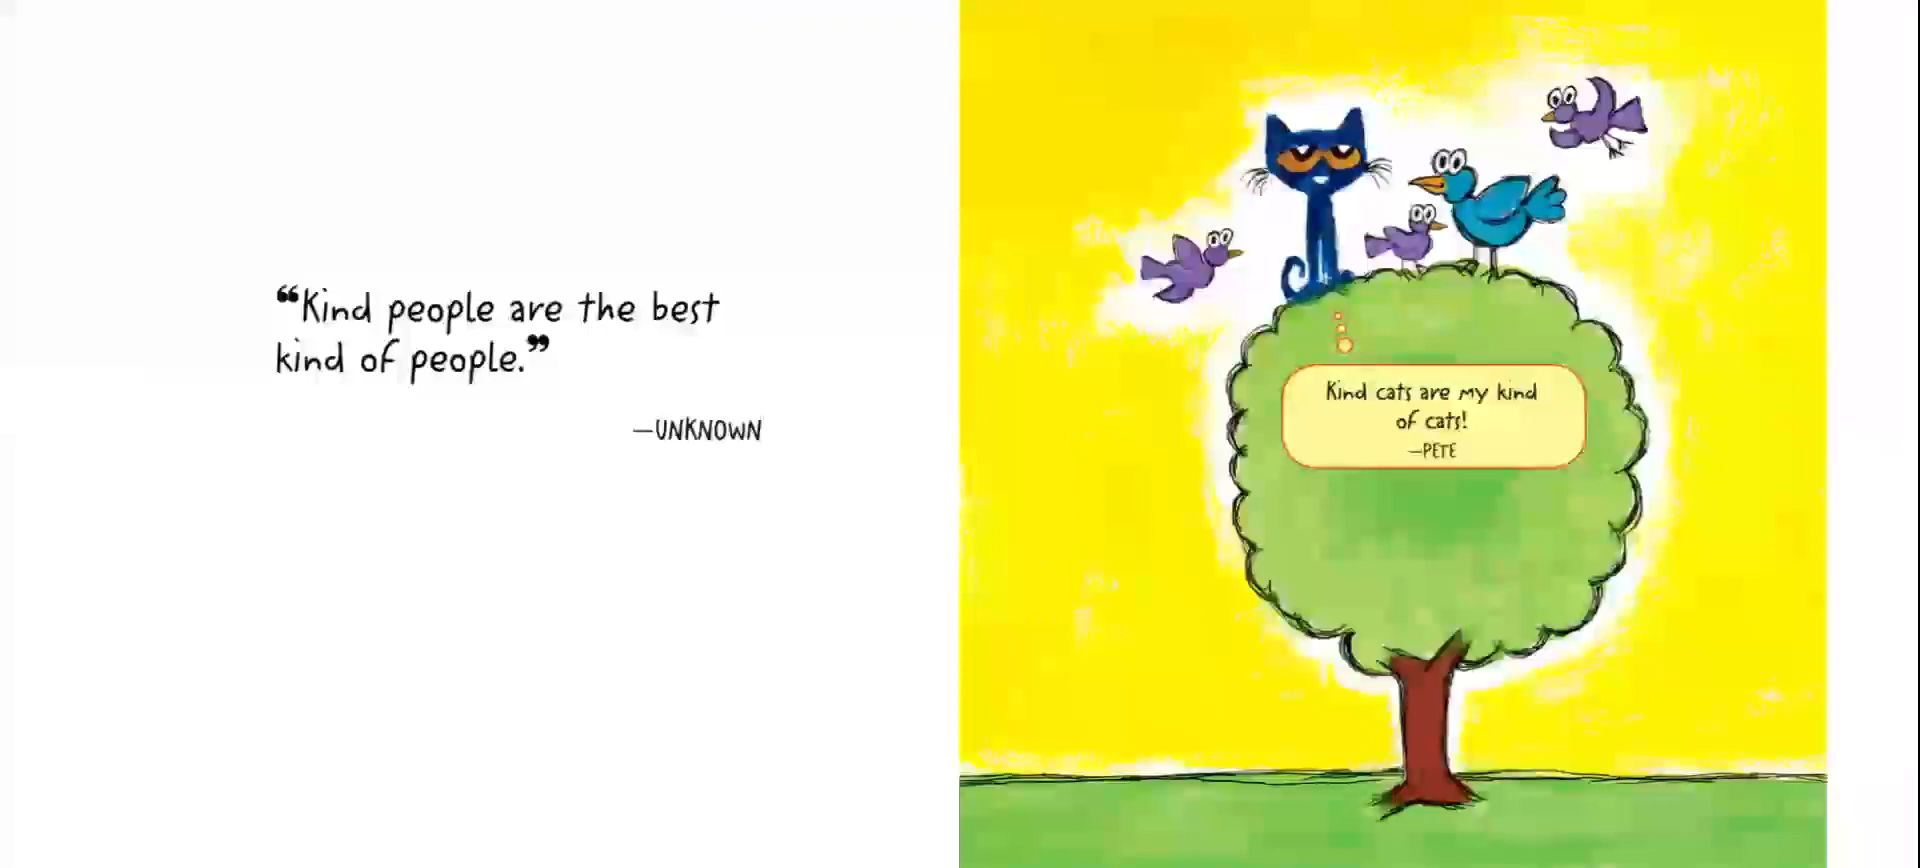 “Kind people are the best
kind of people.”
—UNKNOWN
Kind cats are my kind
of cats!
—PETE